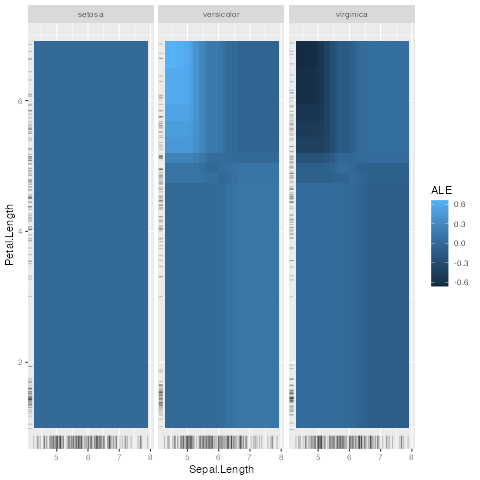 setosa
versicolor
virginica
Petal.Length
6
4
2
5 6 7 8
5 6 7 8
5 6 7 8
Sepal.Length
ALE
0.6
0.3
0.0
-0.3
-0.6